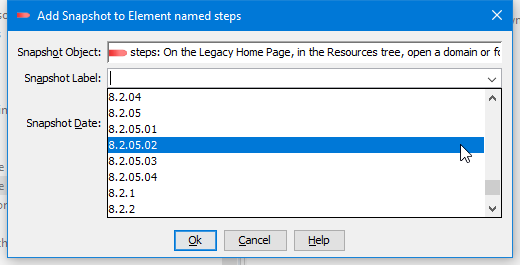 Add Snapshot to Element named steps
Snapshot Object: steps: On the Legacy Home Page, in the Resources tree, open a domain or fo
Snapshot Label:
8.2.04
8.2.05
8.2.05.01
Snapshot Date: 8.2.05.02
8.2.05.03
8.2.05.04
8.2.1
8.2.2
Ok Cancel Help